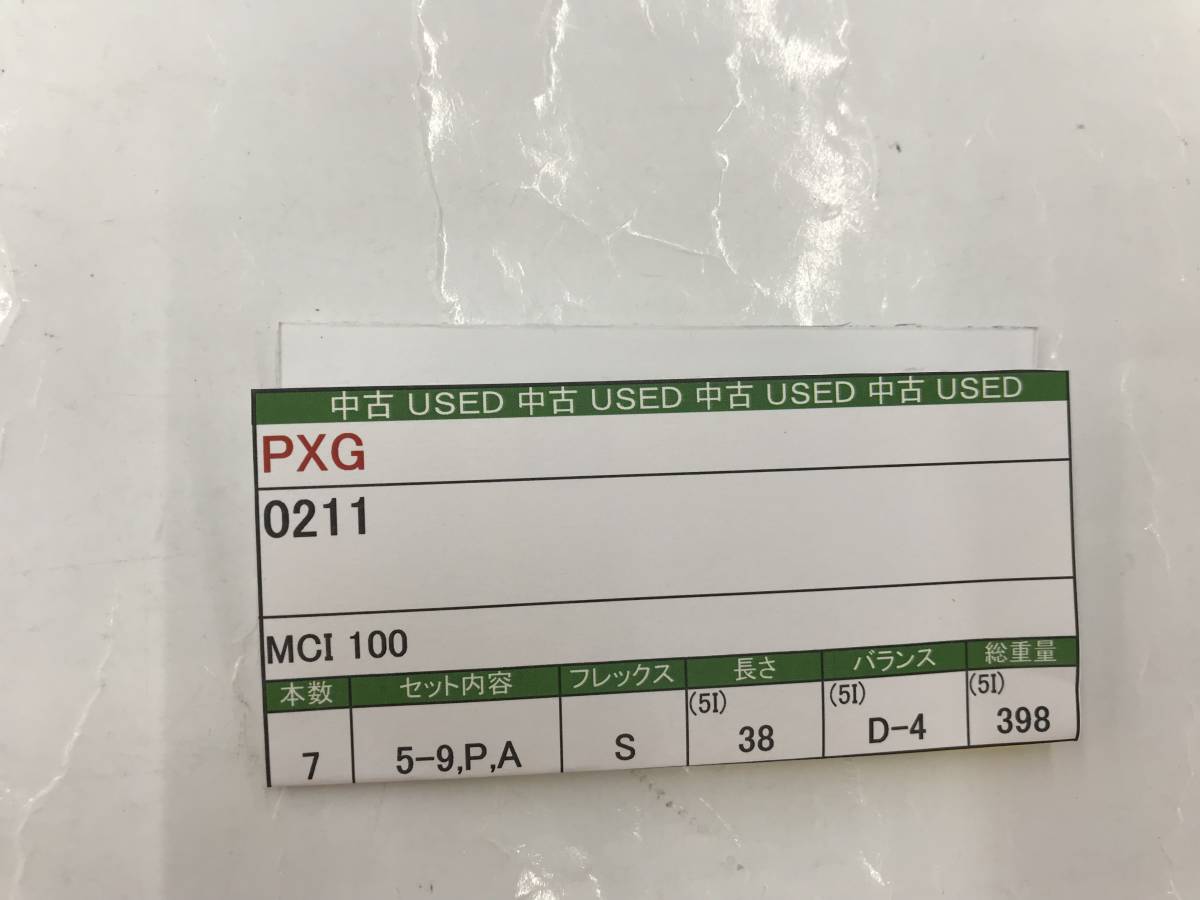 中古 USED 中古 USED 中古 USED 中古 USED
PXG
0211
MCI 100
本数 セット内容 フレックス 長さ バランス 総重量
(5I) (5I) (5I)
7 5-9,P,A S 38 D-4 398